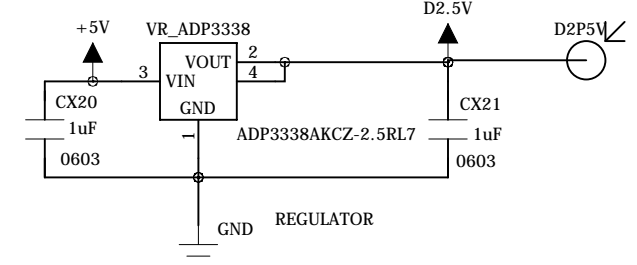 D2.5V
+5V
VR_ADP3338
D2P5V
VOUT
2
3
VIN
4
CX20
GND
CX21
1uF
1
ADP3338AKCZ-2.5RL7
1uF
0603
0603
GND
REGULATOR